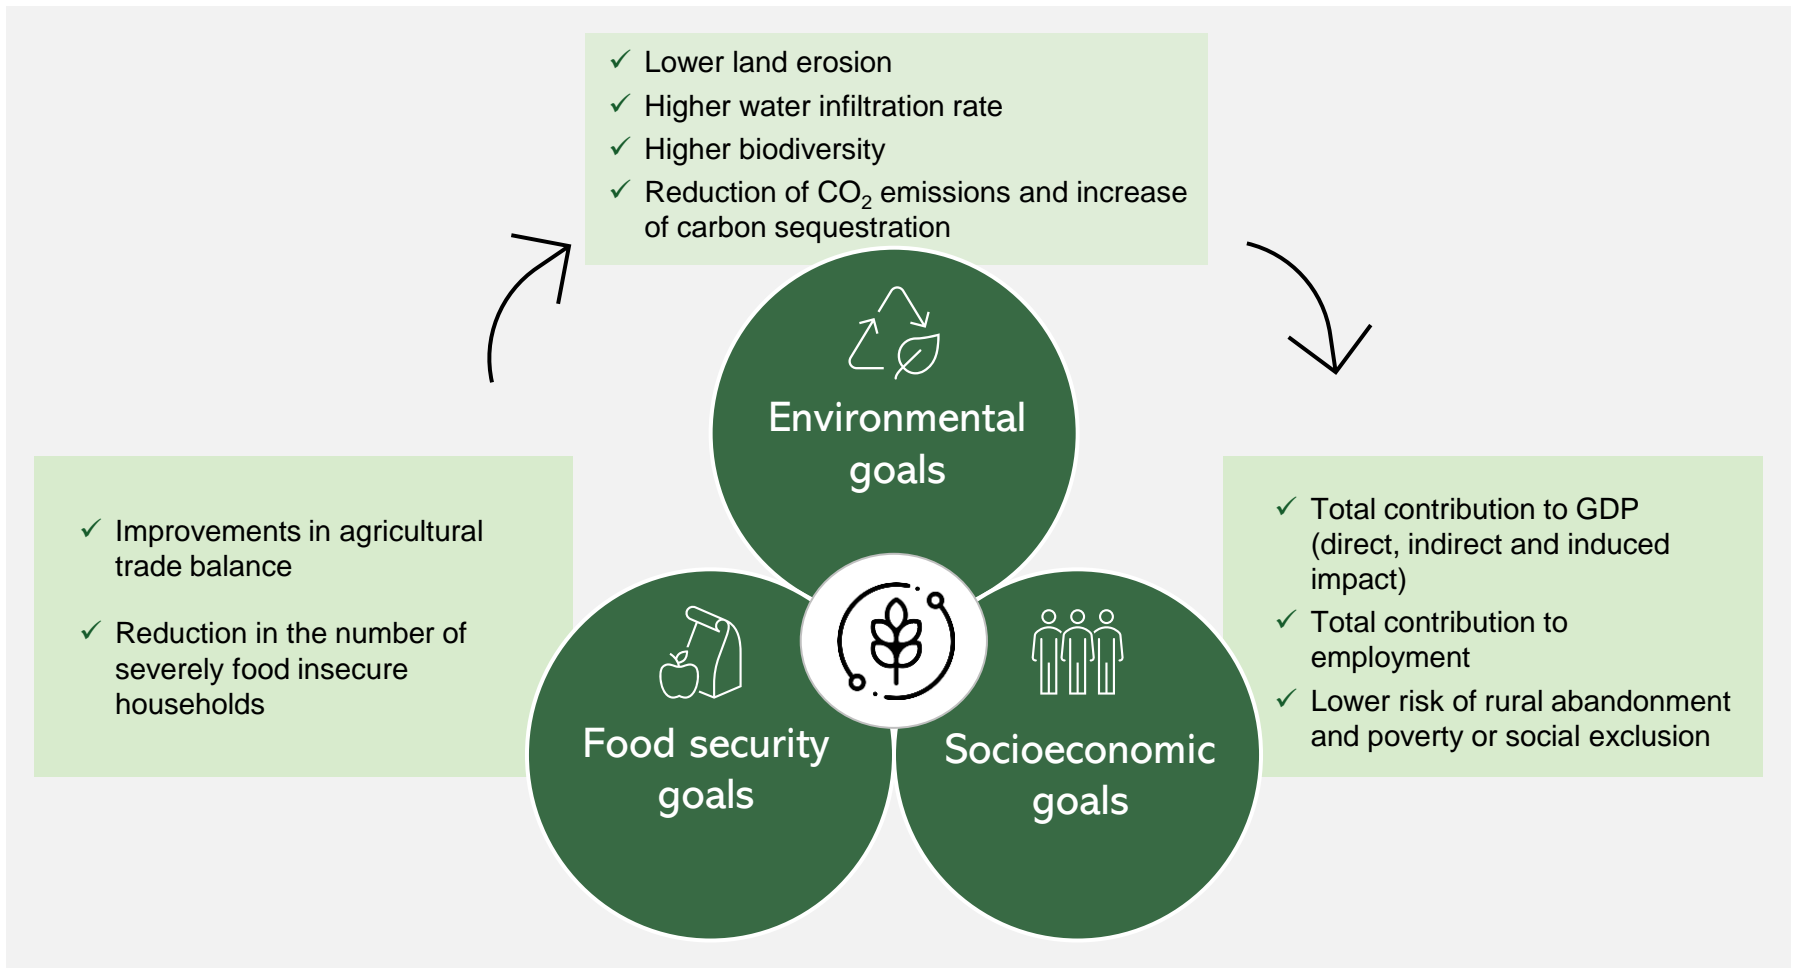 ✓ Lower land erosion
✓ Higher water infiltration rate
✓ Higher biodiversity
✓ Reduction of CO₂ emissions and increase
of carbon sequestration
Environmental
goals
✓ Improvements in agricultural
trade balance
✓ Reduction in the number of
severely food insecure
households
Food security
goals
Socioeconomic
goals
✓ Total contribution to GDP
(direct, indirect and induced
impact)
✓ Total contribution to
employment
✓ Lower risk of rural abandonment
and poverty or social exclusion